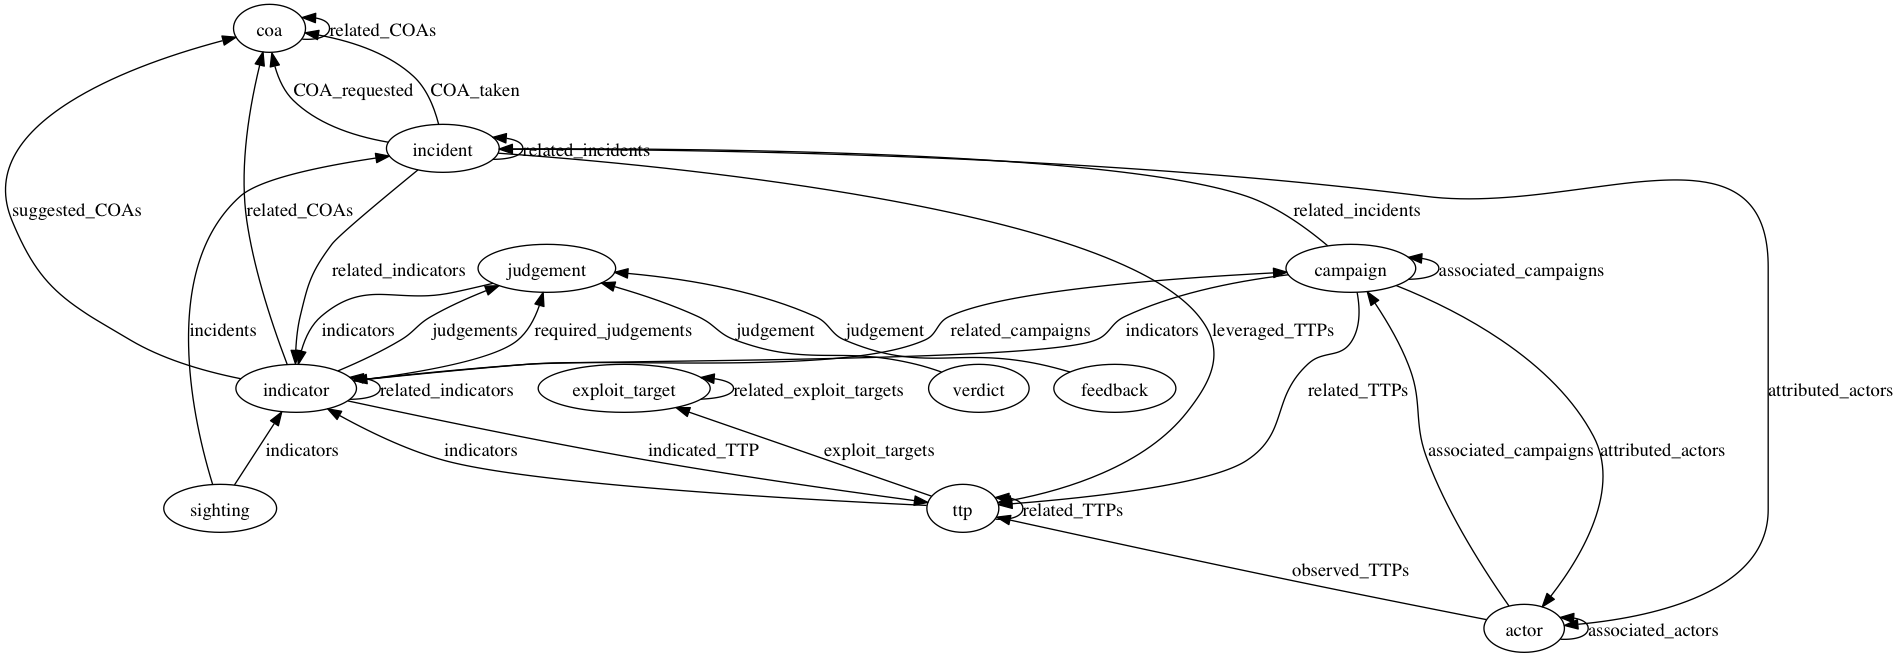 coa
related_COAs
COA_requested
COA_taken
incident
related_incidents
suggested_COAs
related_COAs
related_incidents
related_indicators
judgement
campaign
associated_campaigns
incidents
indicators
judgements
required_judgements
judgement
judgement
related_campaigns
indicators
leveraged_TTPs
indicator
related_indicators
exploit_target
related_exploit_targets
verdict
feedback
related_TTPs
attributed_actors
indicators
indicators
indicated_TTP
exploit_targets
associated_campaigns
attributed_actors
sighting
ttp
related_TTPs
observed_TTPs
actor
associated_actors